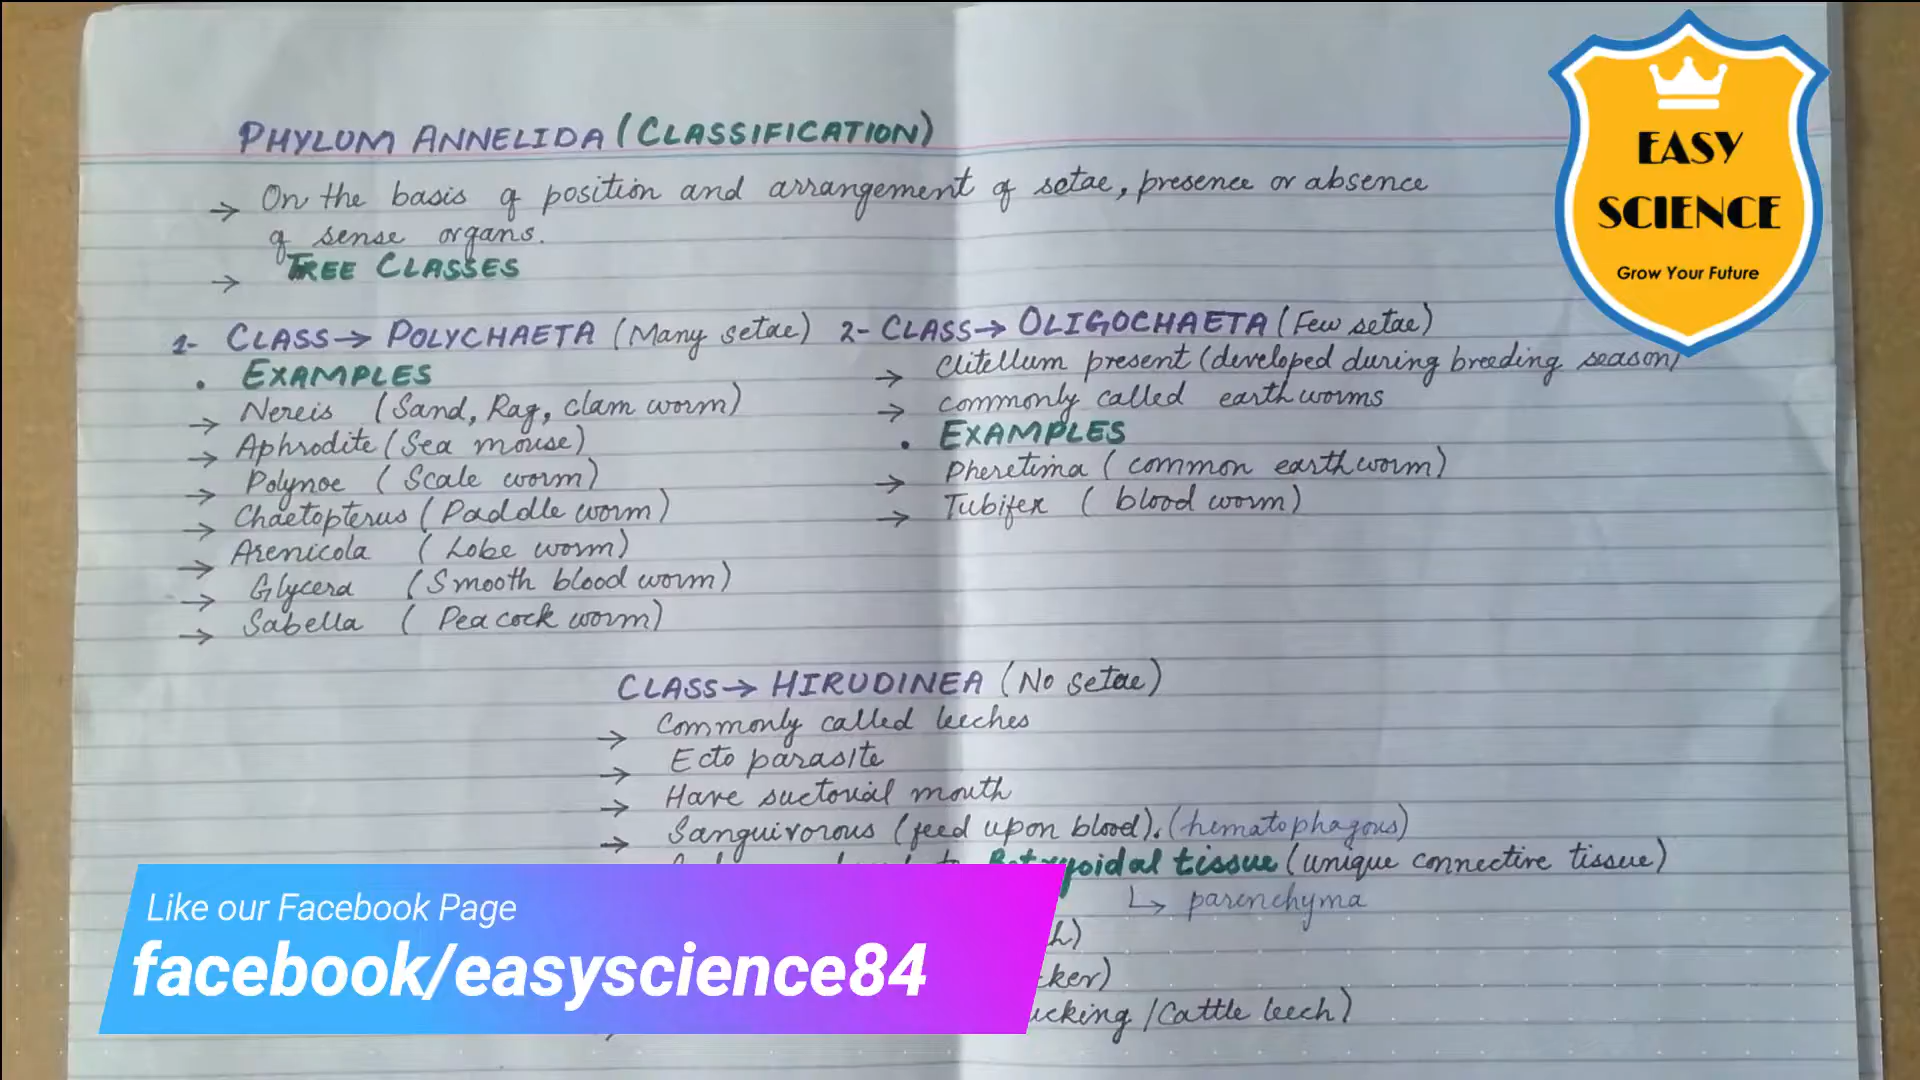 PHYLUM ANNELIDA (CLASSIFICATION)
→ On the basis of position and arrangement of setae, presence or absence
of sense organs.
→ TREE CLASSES
1- CLASS → POLYCHAETA (Many setae)
. EXAMPLES
→ Nereis (Sand, Rag, clam worm)
→ Aphrodite (Sea mouse)
→ Polynoe (Scale worm)
→ Chaetopterus (Paddle worm)
→ Arenicola (Lobe worm)
→ Glycera (Smooth blood worm)
→ Sabella (Peacock worm)
2- CLASS → OLIGOCHAETA (Few setae)
→ Clitellum present (developed during breeding season)
→ commonly called earthworms
. EXAMPLES
→ Pheretima (common earthworm)
→ Tubifex (blood worm)
CLASS → HIRUDINEA (No setae)
→ Commonly called leeches
→ Ecto parasite
→ Have suctorial mouth
→ Sanguivorous (feed upon blood). (hematophagous)
tissue (unique connective tissue)
↳ parenchyma
/Cattle leech)
EASY
SCIENCE
Grow Your Future
Like our Facebook Page
facebook/easyscience84